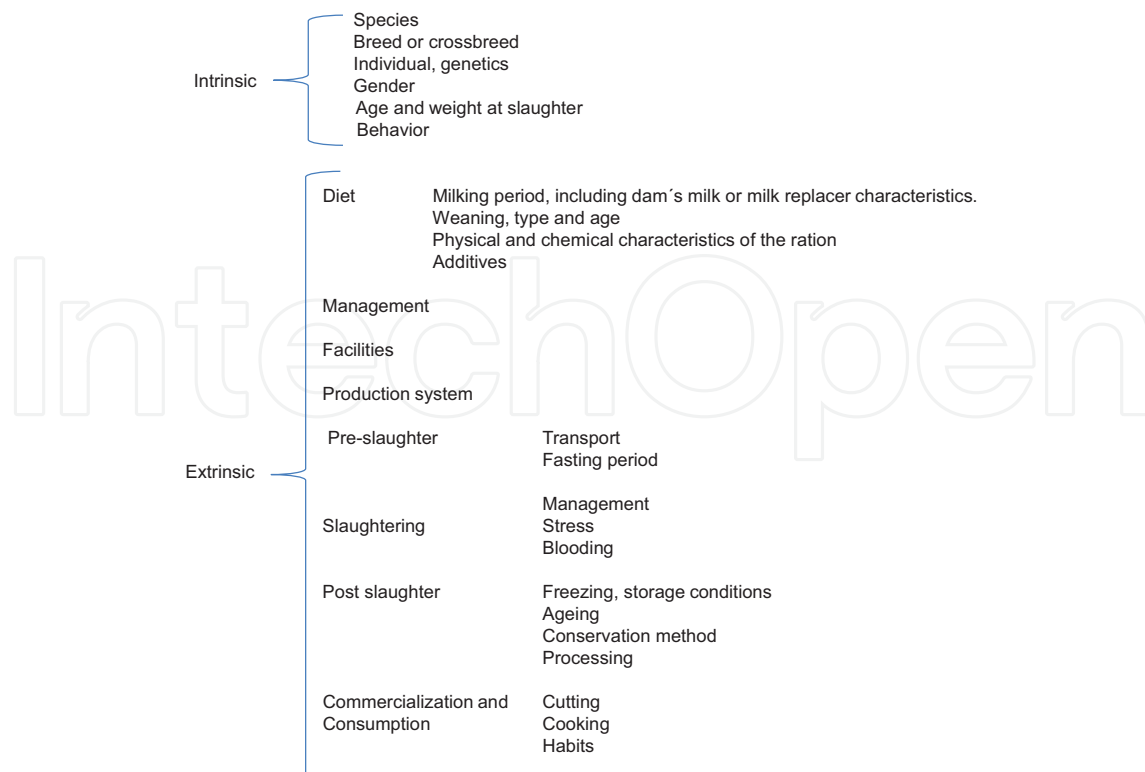 Species
Breed or crossbreed
Individual, genetics
Intrinsic
Gender
Age and weight at slaughter
Behavior
Diet Milking period, including dam´s milk or milk replacer characteristics.
Weaning, type and age
Physical and chemical characteristics of the ration
Additives
IntechOpen
Management
Facilities
Production system
Pre-slaughter Transport
Fasting period
Extrinsic
Management
Slaughtering Stress
Blooding
Post slaughter Freezing, storage conditions
Ageing
Conservation method
Processing
Commercialization and Cutting
Consumption Cooking
Habits